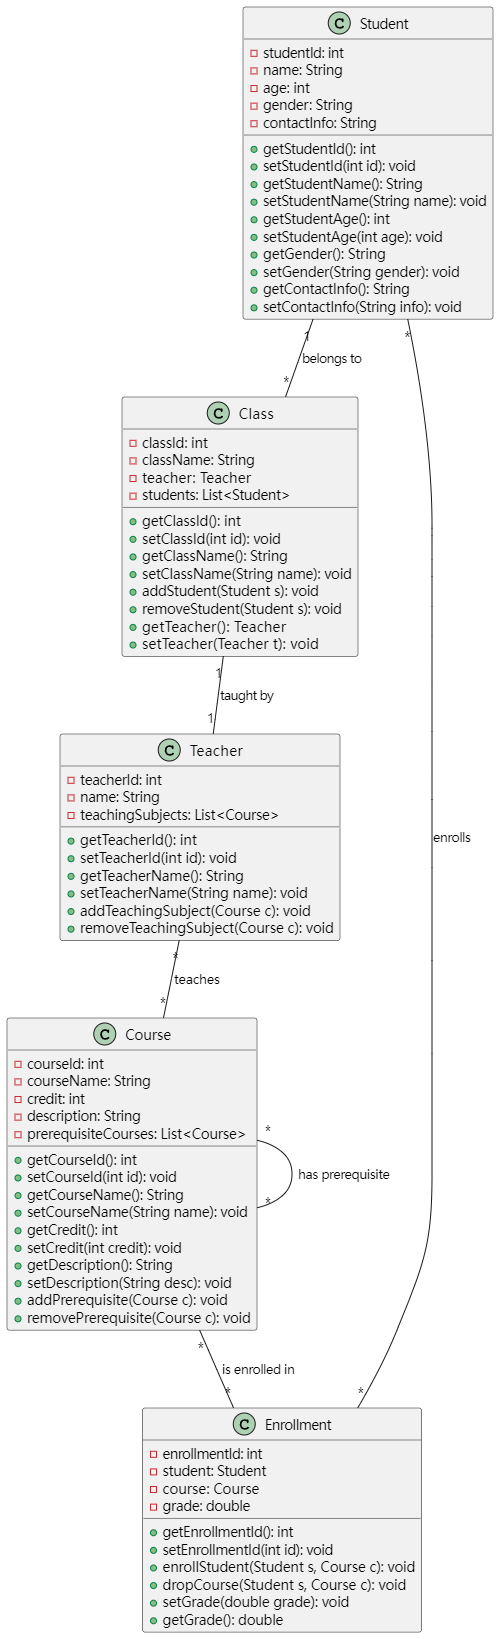 C Student
studentId: int
name: String
age: int
gender: String
contactInfo: String
getStudentId(): int
setStudentId(int id): void
getStudentName(): String
setStudentName(String name): void
getStudentAge(): int
setStudentAge(int age): void
getGender(): String
setGender(String gender): void
getContactInfo(): String
setContactInfo(String info): void
1
*
belongs to
*
C Class
classId: int
className: String
teacher: Teacher
students: List<Student>
getClassId(): int
setClassId(int id): void
getClassName(): String
setClassName(String name): void
addStudent(Student s): void
removeStudent(Student s): void
getTeacher(): Teacher
setTeacher(Teacher t): void
1
taught by
1
C Teacher
teacherId: int
name: String
teachingSubjects: List<Course>
getTeacherId(): int
setTeacherId(int id): void
getTeacherName(): String
setTeacherName(String name): void
addTeachingSubject(Course c): void
removeTeachingSubject(Course c): void
enrolls
*
teaches
*
C Course
courseId: int
courseName: String
credit: int
description: String
prerequisiteCourses: List<Course>
getCourseId(): int
setCourseId(int id): void
getCourseName(): String
setCourseName(String name): void
getCredit(): int
setCredit(int credit): void
getDescription(): String
setDescription(String desc): void
addPrerequisite(Course c): void
removePrerequisite(Course c): void
*
has prerequisite
*
*
is enrolled in
*
*
C Enrollment
enrollmentId: int
student: Student
course: Course
grade: double
getEnrollmentId(): int
setEnrollmentId(int id): void
enrollStudent(Student s, Course c): void
dropCourse(Student s, Course c): void
setGrade(double grade): void
getGrade(): double